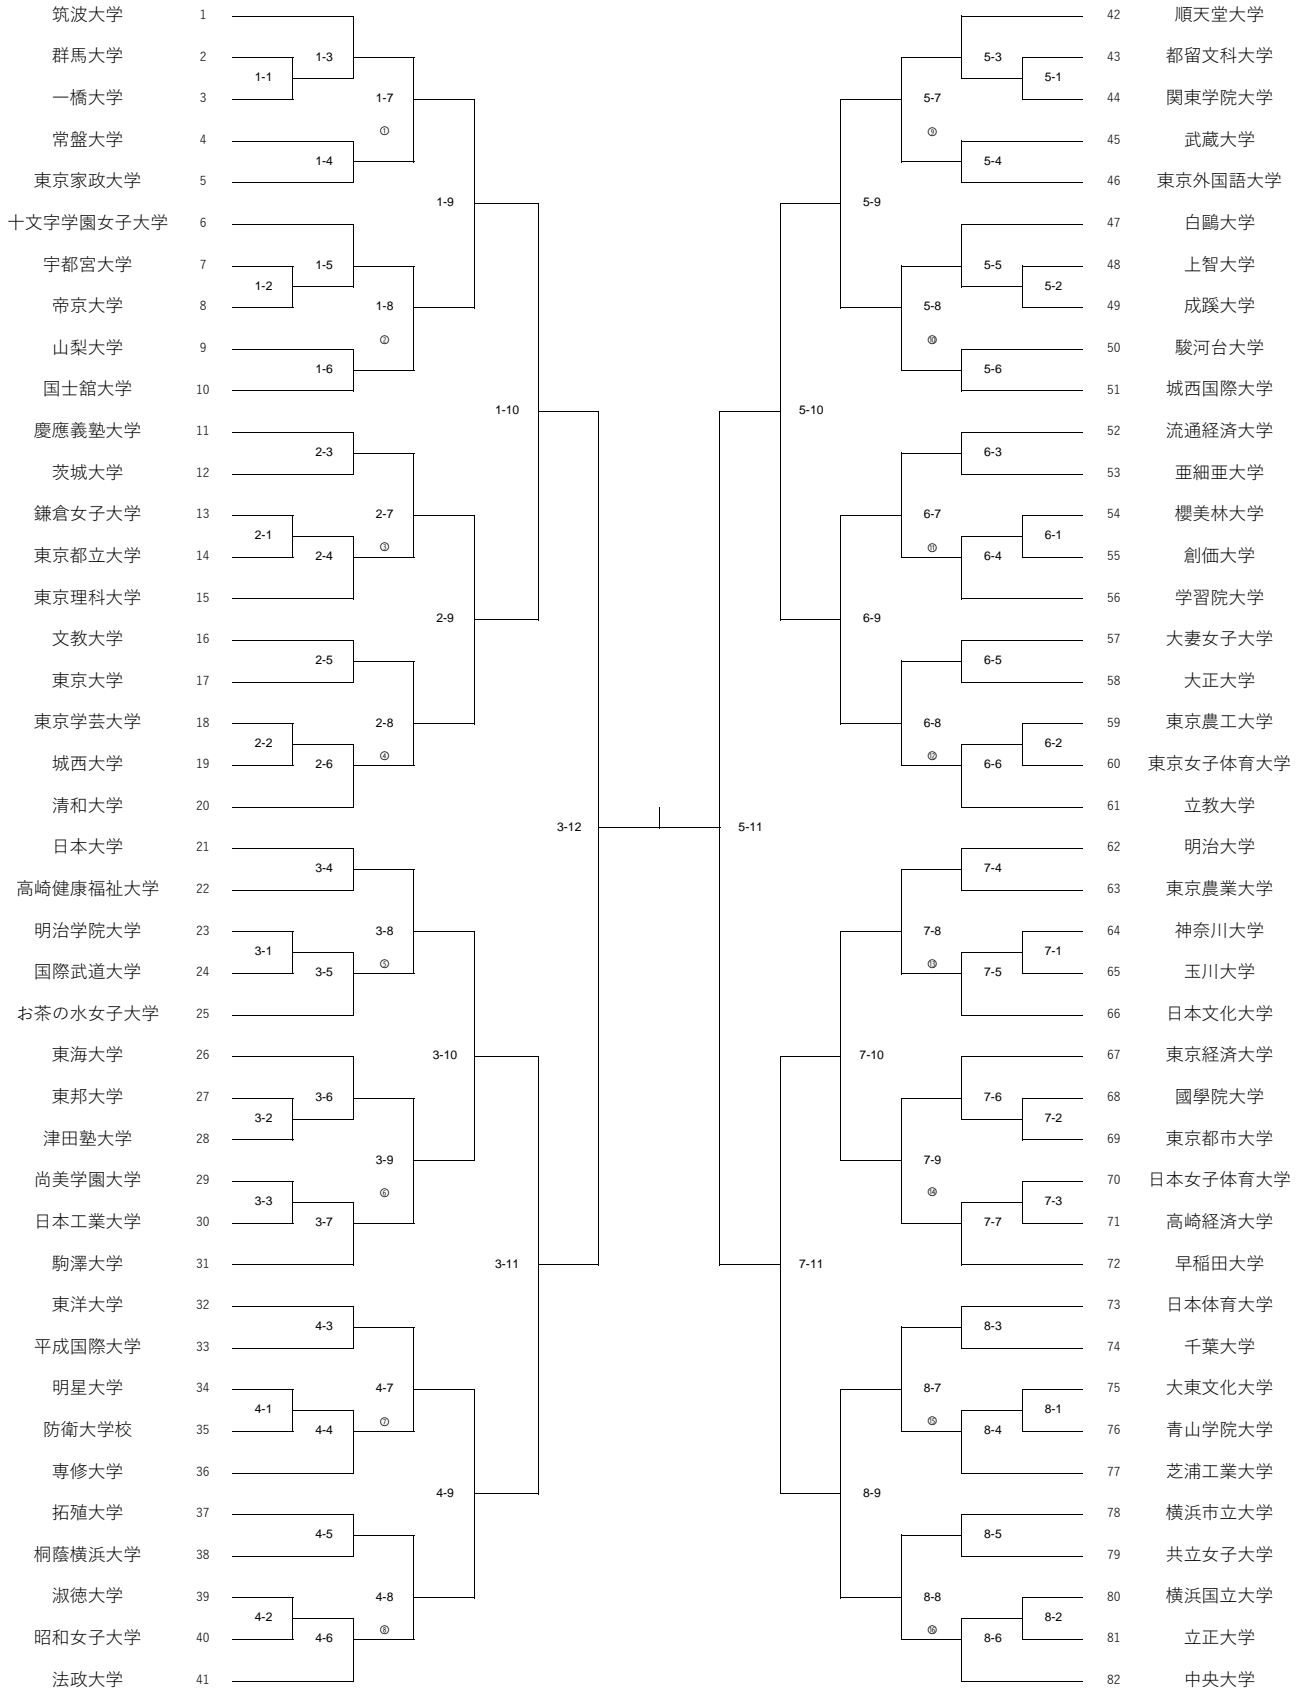 筑波大学 1
群馬大学 2
一橋大学 3
常盤大学 4
東京家政大学 5
十文字学園女子大学 6
宇都宮大学 7
帝京大学 8
山梨大学 9
国士舘大学 10
慶應義塾大学 11
茨城大学 12
鎌倉女子大学 13
東京都立大学 14
東京理科大学 15
文教大学 16
東京大学 17
東京学芸大学 18
城西大学 19
清和大学 20
日本大学 21
高崎健康福祉大学 22
明治学院大学 23
国際武道大学 24
お茶の水女子大学 25
東海大学 26
東邦大学 27
津田塾大学 28
尚美学園大学 29
日本工業大学 30
駒澤大学 31
東洋大学 32
平成国際大学 33
明星大学 34
防衛大学校 35
専修大学 36
拓殖大学 37
桐蔭横浜大学 38
淑徳大学 39
昭和女子大学 40
法政大学 41
1-1
1-2
2-1
2-2
3-1
3-2
3-3
4-1
4-2
1-3
1-4
1-5
1-6
2-3
2-4
2-5
2-6
3-4
3-5
3-6
3-7
4-3
4-4
4-5
4-6
1-7
①
1-8
②
2-7
③
2-8
④
3-8
⑤
3-9
⑥
4-7
⑦
4-8
⑧
1-9
2-9
3-10
4-9
1-10
3-11
3-12
5-11
5-10
7-11
5-9
6-9
7-10
8-9
5-7
⑨
5-8
⑩
6-7
⑪
6-8
⑫
7-8
⑬
7-9
⑭
8-7
⑮
8-8
⑯
5-3
5-4
5-5
5-6
6-3
6-4
6-5
6-6
7-4
7-5
7-6
7-7
8-3
8-4
8-5
8-6
5-1
5-2
6-1
6-2
7-1
7-2
7-3
8-1
8-2
42 順天堂大学
43 都留文科大学
44 関東学院大学
45 武蔵大学
46 東京外国語大学
47 白鷗大学
48 上智大学
49 成蹊大学
50 駿河台大学
51 城西国際大学
52 流通経済大学
53 亜細亜大学
54 櫻美林大学
55 創価大学
56 学習院大学
57 大妻女子大学
58 大正大学
59 東京農工大学
60 東京女子体育大学
61 立教大学
62 明治大学
63 東京農業大学
64 神奈川大学
65 玉川大学
66 日本文化大学
67 東京経済大学
68 國學院大学
69 東京都市大学
70 日本女子体育大学
71 高崎経済大学
72 早稲田大学
73 日本体育大学
74 千葉大学
75 大東文化大学
76 青山学院大学
77 芝浦工業大学
78 横浜市立大学
79 共立女子大学
80 横浜国立大学
81 立正大学
82 中央大学